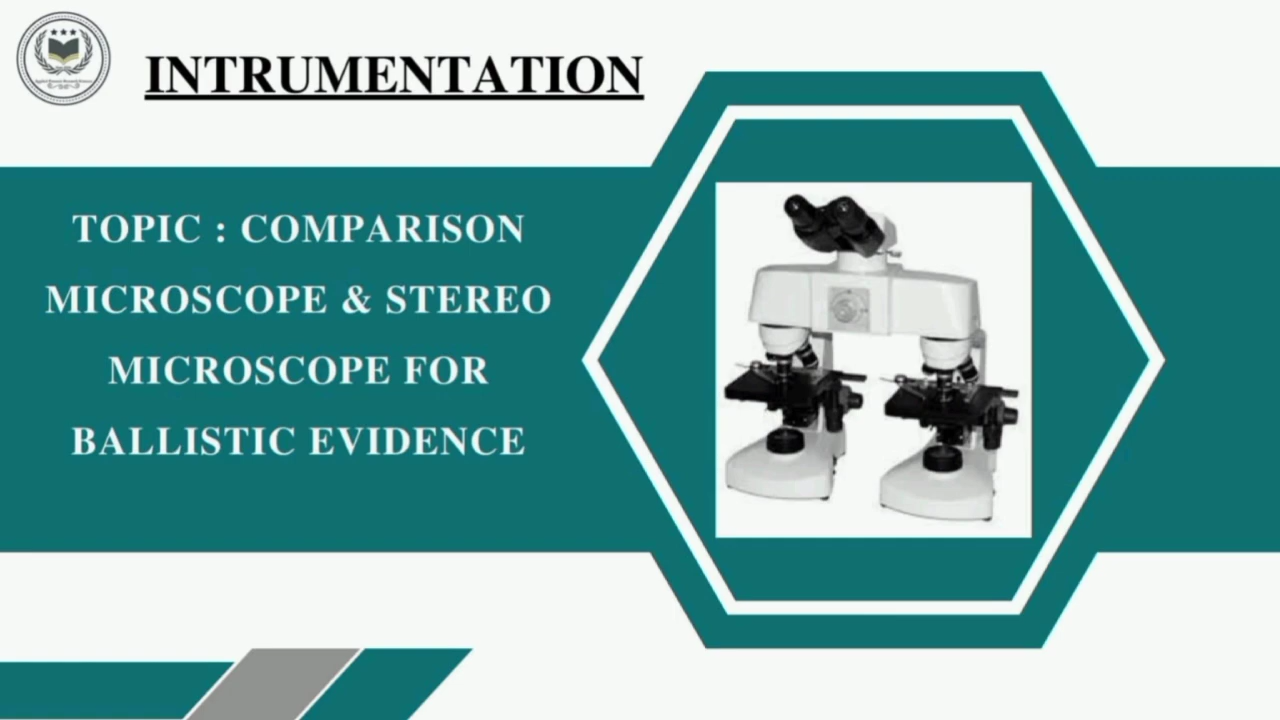 INTRUMENTATION
TOPIC : COMPARISON
MICROSCOPE & STEREO
MICROSCOPE FOR
BALLISTIC EVIDENCE